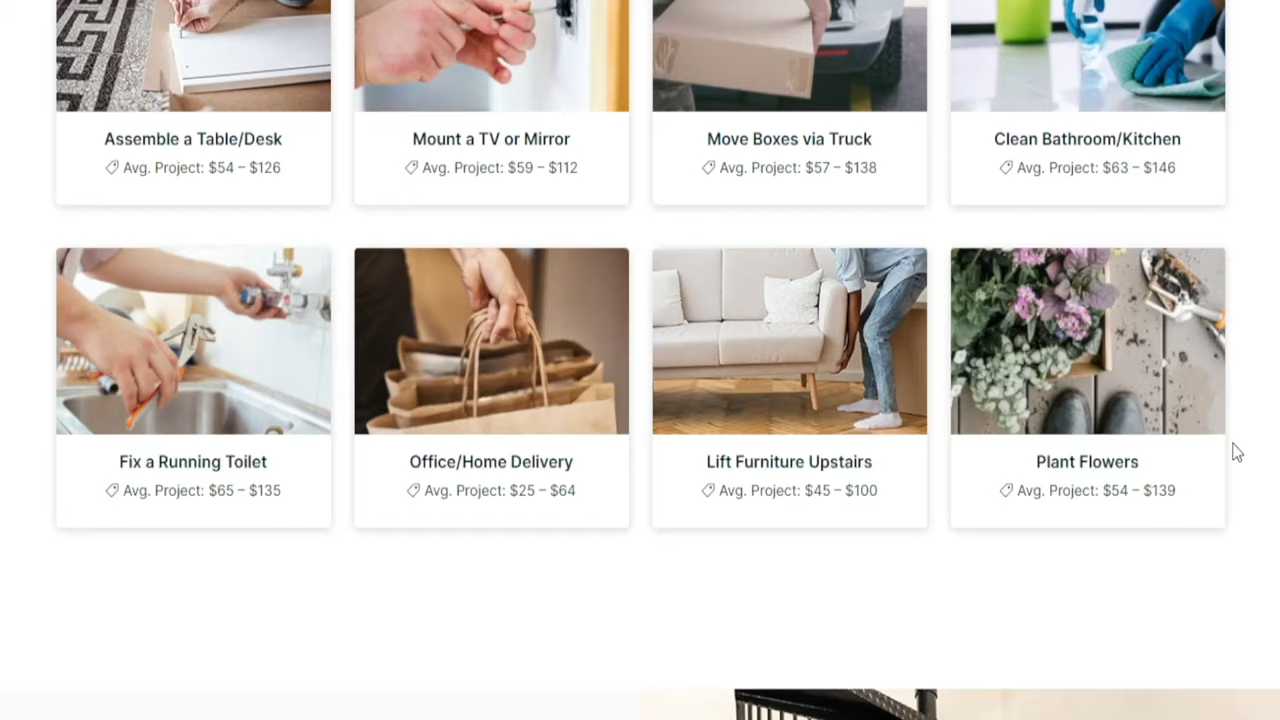 Assemble a Table/Desk
Avg. Project: $54 – $126
Mount a TV or Mirror
Avg. Project: $59 – $112
Move Boxes via Truck
Avg. Project: $57 – $138
Clean Bathroom/Kitchen
Avg. Project: $63 – $146
Fix a Running Toilet
Avg. Project: $65 – $135
Office/Home Delivery
Avg. Project: $25 – $64
Lift Furniture Upstairs
Avg. Project: $45 – $100
Plant Flowers
Avg. Project: $54 – $139